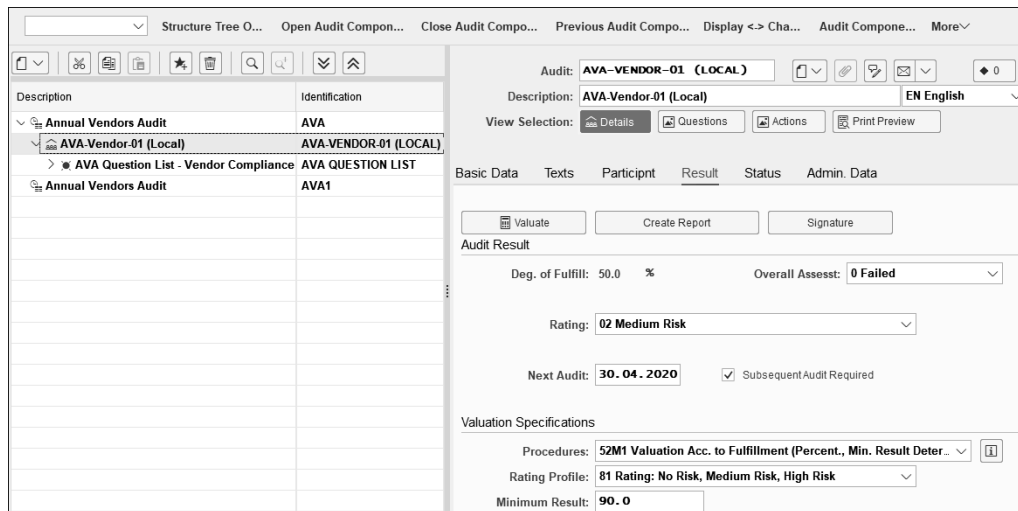 Structure Tree O... Open Audit Compon... Close Audit Compo... Previous Audit Compo... Display <-> Cha... Audit Compone... More
Audit: AVA-VENDOR-01 (LOCAL) 0
Description Identification
Description: AVA-Vendor-01 (Local) EN English
Annual Vendors Audit AVA
View Selection: Details Questions Actions Print Preview
AVA-Vendor-01 (Local) AVA-VENDOR-01 (LOCAL)
AVA Question List - Vendor Compliance AVA QUESTION LIST
Annual Vendors Audit AVA1
Basic Data Texts Participnt Result Status Admin. Data
Valuate Create Report Signature
Audit Result
Deg. of Fulfill: 50.0 % Overall Assesst: 0 Failed
Rating: 02 Medium Risk
Next Audit: 30.04.2020 Subsequent Audit Required
Valuation Specifications
Procedures: 52M1 Valuation Acc. to Fulfillment (Percent., Min. Result Deter...
Rating Profile: 81 Rating: No Risk, Medium Risk, High Risk
Minimum Result: 90.0